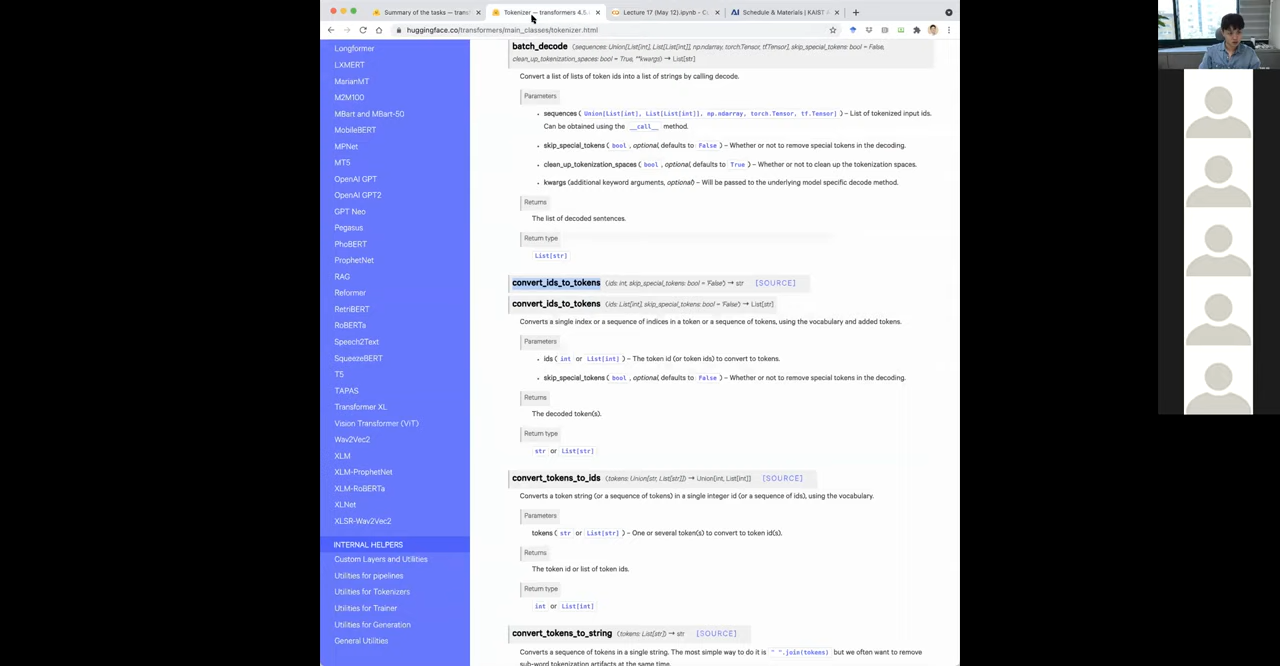 Summary of the tasks — trans
Tokenizer — transformers 4.5.
Lecture 17 (May 12).ipynb - C
Schedule & Materials | KAIST A
huggingface.co/transformers/main_classes/tokenizer.html
Longformer
LXMERT
MarianMT
M2M100
MBart and MBart-50
MobileBERT
MPNet
MT5
OpenAI GPT
OpenAI GPT2
GPT Neo
Pegasus
PhoBERT
ProphetNet
RAG
Reformer
RetriBERT
RoBERTa
Speech2Text
SqueezeBERT
T5
TAPAS
Transformer XL
Vision Transformer (ViT)
Wav2Vec2
XLM
XLM-ProphetNet
XLM-RoBERTa
XLNet
XLSR-Wav2Vec2
INTERNAL HELPERS
Custom Layers and Utilities
Utilities for pipelines
Utilities for Tokenizers
Utilities for Trainer
Utilities for Generation
General Utilities
batch_decode (sequences: Union[List[int], List[List[int]], np.ndarray, torch.Tensor, tf.Tensor], skip_special_tokens: bool = False,
clean_up_tokenization_spaces: bool = True, **kwargs) → List[str]
Convert a list of lists of token ids into a list of strings by calling decode.
Parameters
• sequences ( Union[List[int], List[List[int]], np.ndarray, torch.Tensor, tf.Tensor] ) – List of tokenized input ids.
Can be obtained using the __call__ method.
• skip_special_tokens ( bool , optional, defaults to False ) – Whether or not to remove special tokens in the decoding.
• clean_up_tokenization_spaces ( bool , optional, defaults to True ) – Whether or not to clean up the tokenization spaces.
• kwargs (additional keyword arguments, optional) – Will be passed to the underlying model specific decode method.
Returns
The list of decoded sentences.
Return type
List[str]
convert_ids_to_tokens (ids: int, skip_special_tokens: bool = 'False') → str [SOURCE]
convert_ids_to_tokens (ids: List[int], skip_special_tokens: bool = 'False') → List[str]
Converts a single index or a sequence of indices in a token or a sequence of tokens, using the vocabulary and added tokens.
Parameters
• ids ( int or List[int] ) – The token id (or token ids) to convert to tokens.
• skip_special_tokens ( bool , optional, defaults to False ) – Whether or not to remove special tokens in the decoding.
Returns
The decoded token(s).
Return type
str or List[str]
convert_tokens_to_ids (tokens: Union[str, List[str]]) → Union[int, List[int]] [SOURCE]
Converts a token string (or a sequence of tokens) in a single integer id (or a sequence of ids), using the vocabulary.
Parameters
tokens ( str or List[str] ) – One or several token(s) to convert to token id(s).
Returns
The token id or list of token ids.
Return type
int or List[int]
convert_tokens_to_string (tokens: List[str]) → str [SOURCE]
Converts a sequence of tokens in a single string. The most simple way to do it is " ".join(tokens) but we often want to remove
sub-word tokenization artifacts at the same time.